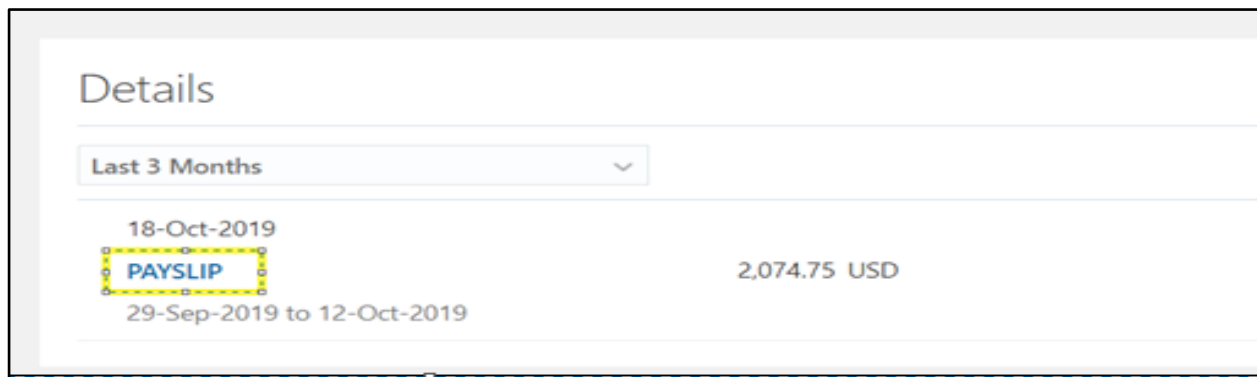 Details
Last 3 Months
18-Oct-2019
PAYSLIP 2,074.75 USD
29-Sep-2019 to 12-Oct-2019